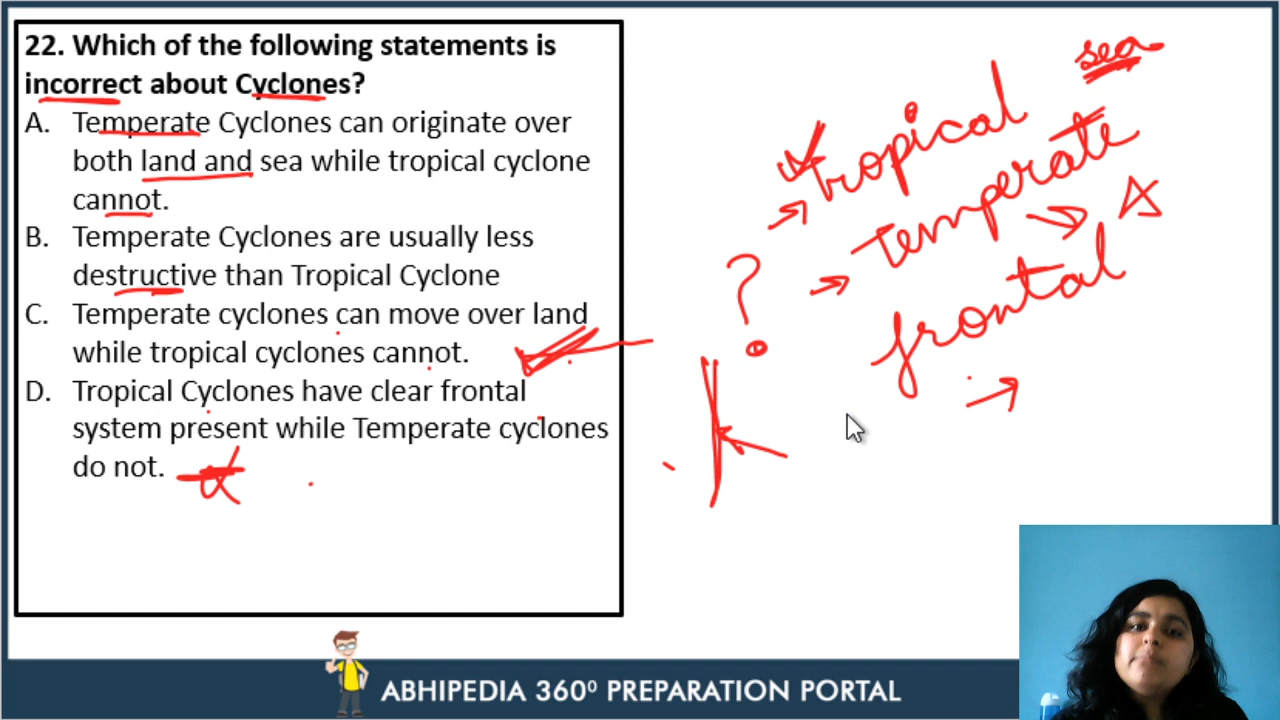 22. Which of the following statements is
incorrect about Cyclones?
A. Temperate Cyclones can originate over
both land and sea while tropical cyclone
cannot.
B. Temperate Cyclones are usually less
destructive than Tropical Cyclone
C. Temperate cyclones can move over land
while tropical cyclones cannot.
D. Tropical Cyclones have clear frontal
system present while Temperate cyclones
do not.
sea
tropical
temperate
?
frontal
ABHIPEDIA 360⁰ PREPARATION PORTAL